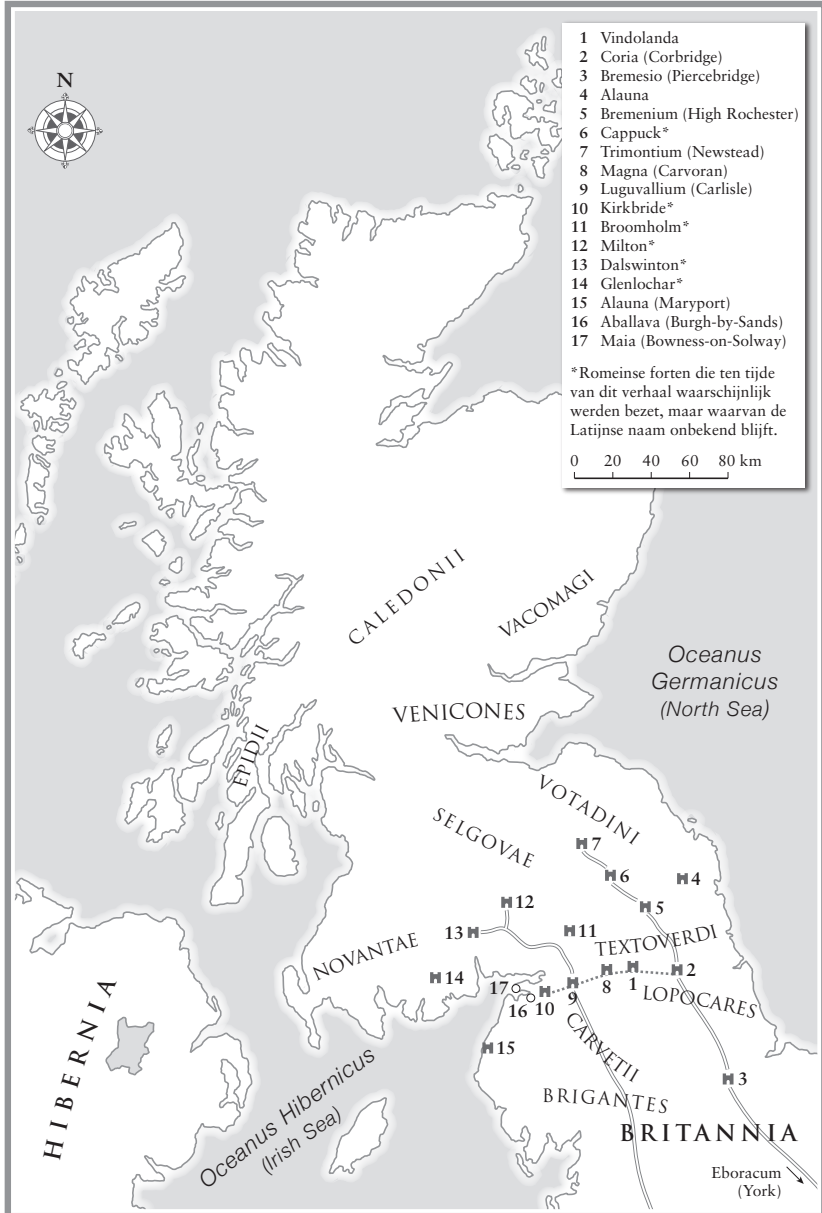 N
1 Vindolanda
2 Coria (Corbridge)
3 Bremesio (Piercebridge)
4 Alauna
5 Bremenium (High Rochester)
6 Cappuck*
7 Trimontium (Newstead)
8 Magna (Carvoran)
9 Luguvallium (Carlisle)
10 Kirkbride*
11 Broomholm*
12 Milton*
13 Dalswinton*
14 Glenlochar*
15 Alauna (Maryport)
16 Aballava (Burgh-by-Sands)
17 Maia (Bowness-on-Solway)
*Romeinse forten die ten tijde
van dit verhaal waarschijnlijk
werden bezet, maar waarvan de
Latijnse naam onbekend blijft.
0 20 40 60 80 km
CALEDONII
VACOMAGI
Oceanus
Germanicus
(North Sea)
VENICONES
EPIDII
VOTADINI
SELGOVAE
7
6
4
5
12
13
11
TEXTOVERDI
NOVANTAE
14
17
16
10
9
8
1
2
LOPOCARES
15
CARVETII
3
BRIGANTES
HIBERNIA
Oceanus Hibernicus
(Irish Sea)
BRITANNIA
Eboracum
(York)